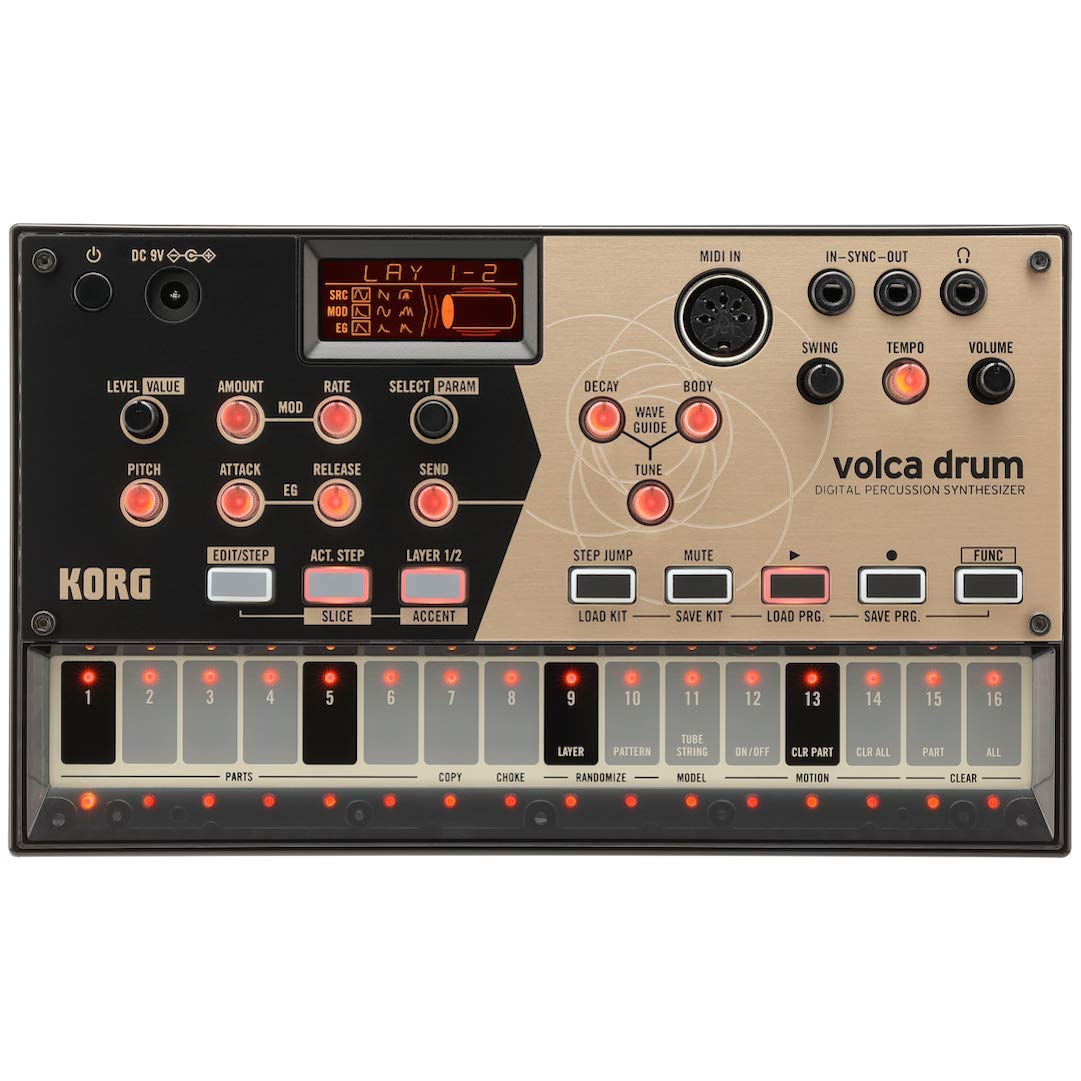 DC 9V
LAY 1-2
SRC
MOD
EG
MIDI IN
IN-SYNC-OUT
SWING
TEMPO
VOLUME
LEVEL VALUE
AMOUNT
MOD
RATE
SELECT PARAM
DECAY
BODY
WAVE
GUIDE
TUNE
PITCH
ATTACK
EG
RELEASE
SEND
volca drum
DIGITAL PERCUSSION SYNTHESIZER
KORG
EDIT/STEP
ACT. STEP
LAYER 1/2
SLICE
ACCENT
STEP JUMP
MUTE
FUNC
LOAD KIT
SAVE KIT
LOAD PRG.
SAVE PRG.
1 2 3 4 5 6 7 8 9 10 11 12 13 14 15 16
LAYER
PATTERN
TUBE
STRING
ON/OFF
CLR PART
CLR ALL
PART
ALL
PARTS
COPY
CHOKE
RANDOMIZE
MODEL
MOTION
CLEAR